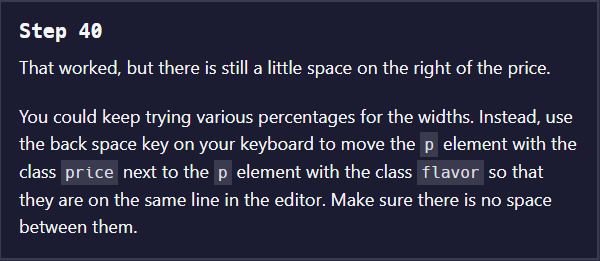 Step 40
That worked, but there is still a little space on the right of the price.
You could keep trying various percentages for the widths. Instead, use
the back space key on your keyboard to move the p element with the
class price next to the p element with the class flavor so that
they are on the same line in the editor. Make sure there is no space
between them.